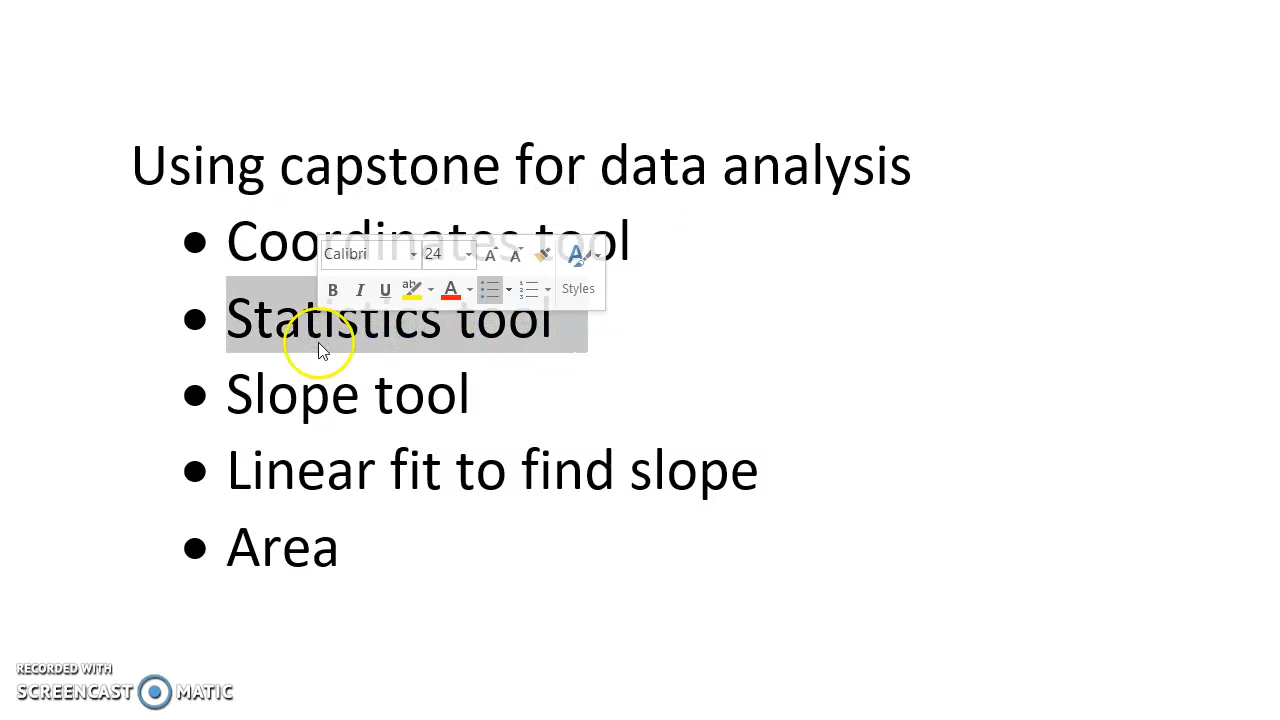 Using capstone for data analysis
• Coordinates tool
Calibri 24 A A A
B I U ab A Styles
• Statistics tool
• Slope tool
• Linear fit to find slope
• Area
RECORDED WITH
SCREENCAST MATIC